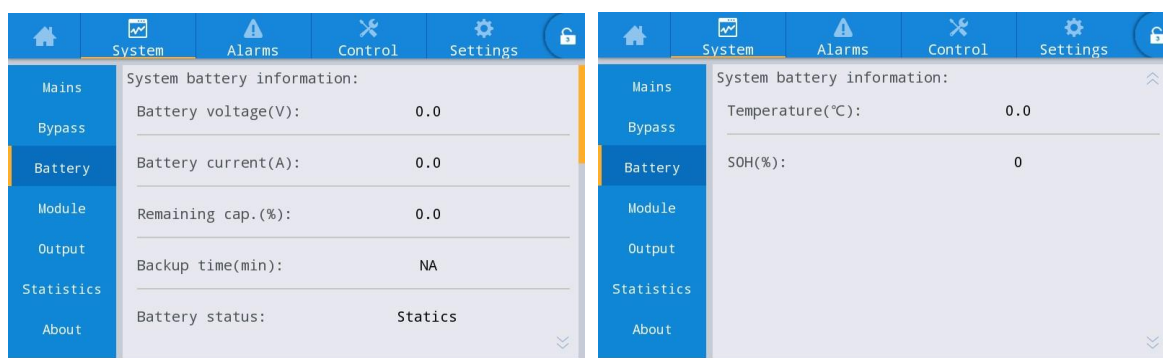 System Alarms Control Settings
Mains
Bypass
Battery
Module
Output
Statistics
About
System battery information:
Battery voltage(V): 0.0
Battery current(A): 0.0
Remaining cap.(%): 0.0
Backup time(min): NA
Battery status: Statics
System Alarms Control Settings
Mains
Bypass
Battery
Module
Output
Statistics
About
System battery information:
Temperature(℃): 0.0
SOH(%): 0